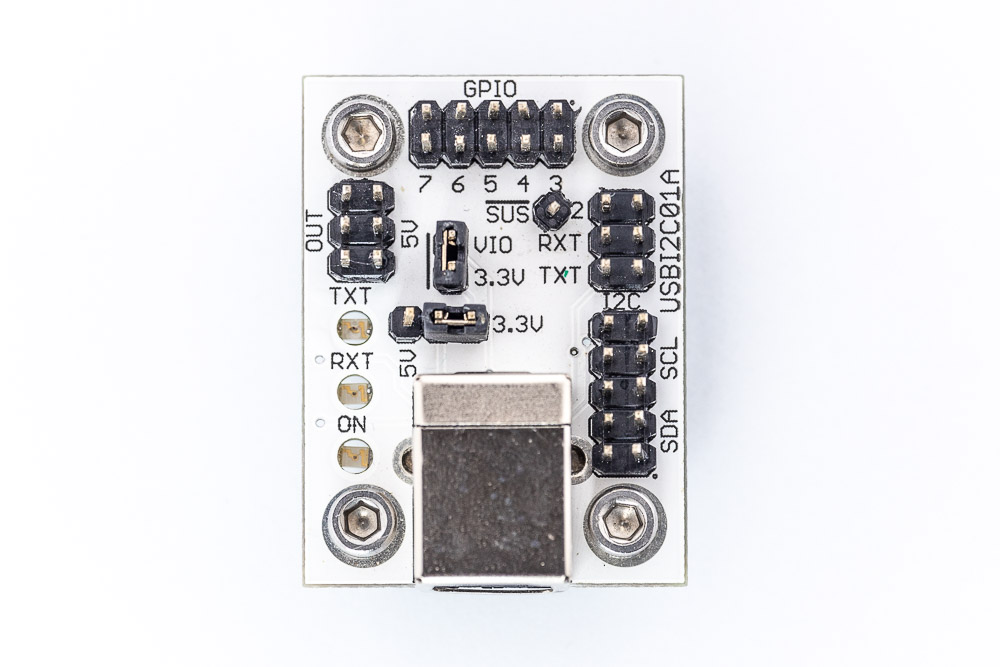 GPIO
7 6 5 4 3
SUS 2
OUT
5V
VIO
RXT
3.3V
TXT
USBI2C01A
TXT
I2C
3.3V
5V
RXT
SCL
ON
SDA